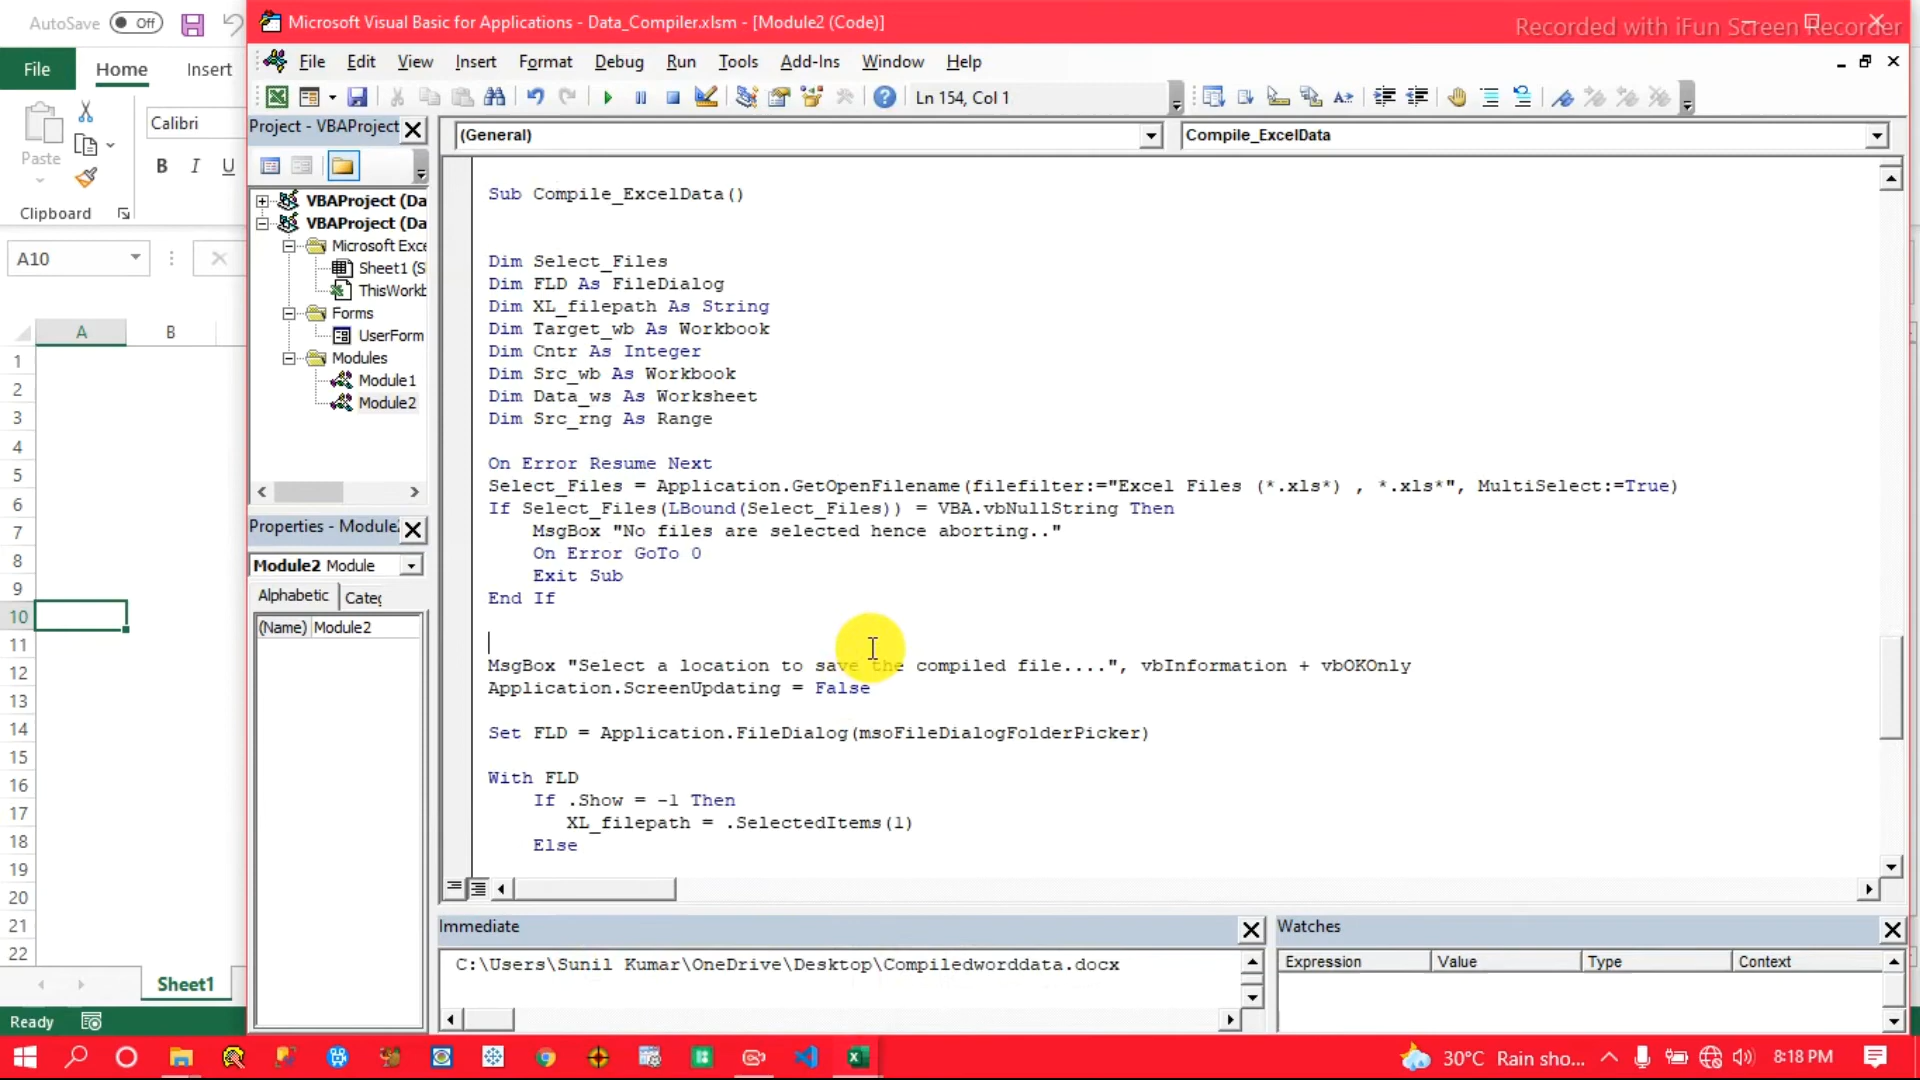 AutoSave Off
Microsoft Visual Basic for Applications - Data_Compiler.xlsm - [Module2 (Code)]
Recorded with iFun Screen Recorder
File Home Insert
File Edit View Insert Format Debug Run Tools Add-Ins Window Help
Ln 154, Col 1
Paste
Calibri
B I U
Clipboard
A10
Project - VBAProject
(General)
Compile_ExcelData
VBAProject (Da
VBAProject (Da
Microsoft Exce
Sheet1 (S
ThisWorkb
Forms
UserForm
Modules
Module1
Module2
Properties - Module
Module2 Module
Alphabetic Categ
(Name) Module2
A B
1
2
3
4
5
6
7
8
9
10
11
12
13
14
15
16
17
18
19
20
21
22
Sub Compile_ExcelData()
Dim Select_Files
Dim FLD As FileDialog
Dim XL_filepath As String
Dim Target_wb As Workbook
Dim Cntr As Integer
Dim Src_wb As Workbook
Dim Data_ws As Worksheet
Dim Src_rng As Range
On Error Resume Next
Select_Files = Application.GetOpenFilename(filefilter:="Excel Files (*.xls*) , *.xls*", MultiSelect:=True)
If Select_Files(LBound(Select_Files)) = VBA.vbNullString Then
MsgBox "No files are selected hence aborting.."
On Error GoTo 0
Exit Sub
End If
MsgBox "Select a location to save the compiled file....", vbInformation + vbOKOnly
Application.ScreenUpdating = False
Set FLD = Application.FileDialog(msoFileDialogFolderPicker)
With FLD
If .Show = -1 Then
XL_filepath = .SelectedItems(1)
Else
Immediate
C:\Users\Sunil Kumar\OneDrive\Desktop\Compiledworddata.docx
Watches
Expression Value Type Context
Sheet1
Ready
30°C Rain sho... 8:18 PM